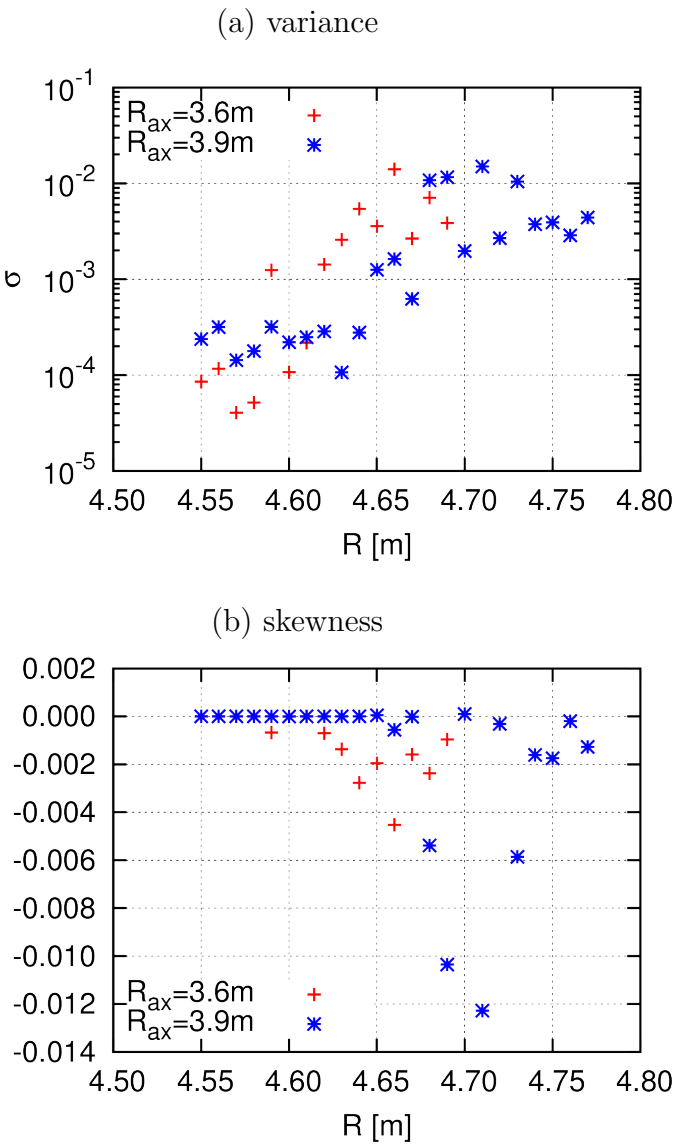 (a) variance
10^-1
R_ax=3.6m
R_ax=3.9m
10^-2
10^-3
σ
10^-4
10^-5
4.50 4.55 4.60 4.65 4.70 4.75 4.80
R [m]
(b) skewness
0.002
0.000
-0.002
-0.004
-0.006
-0.008
-0.010
R_ax=3.6m
-0.012
R_ax=3.9m
-0.014
4.50 4.55 4.60 4.65 4.70 4.75 4.80
R [m]